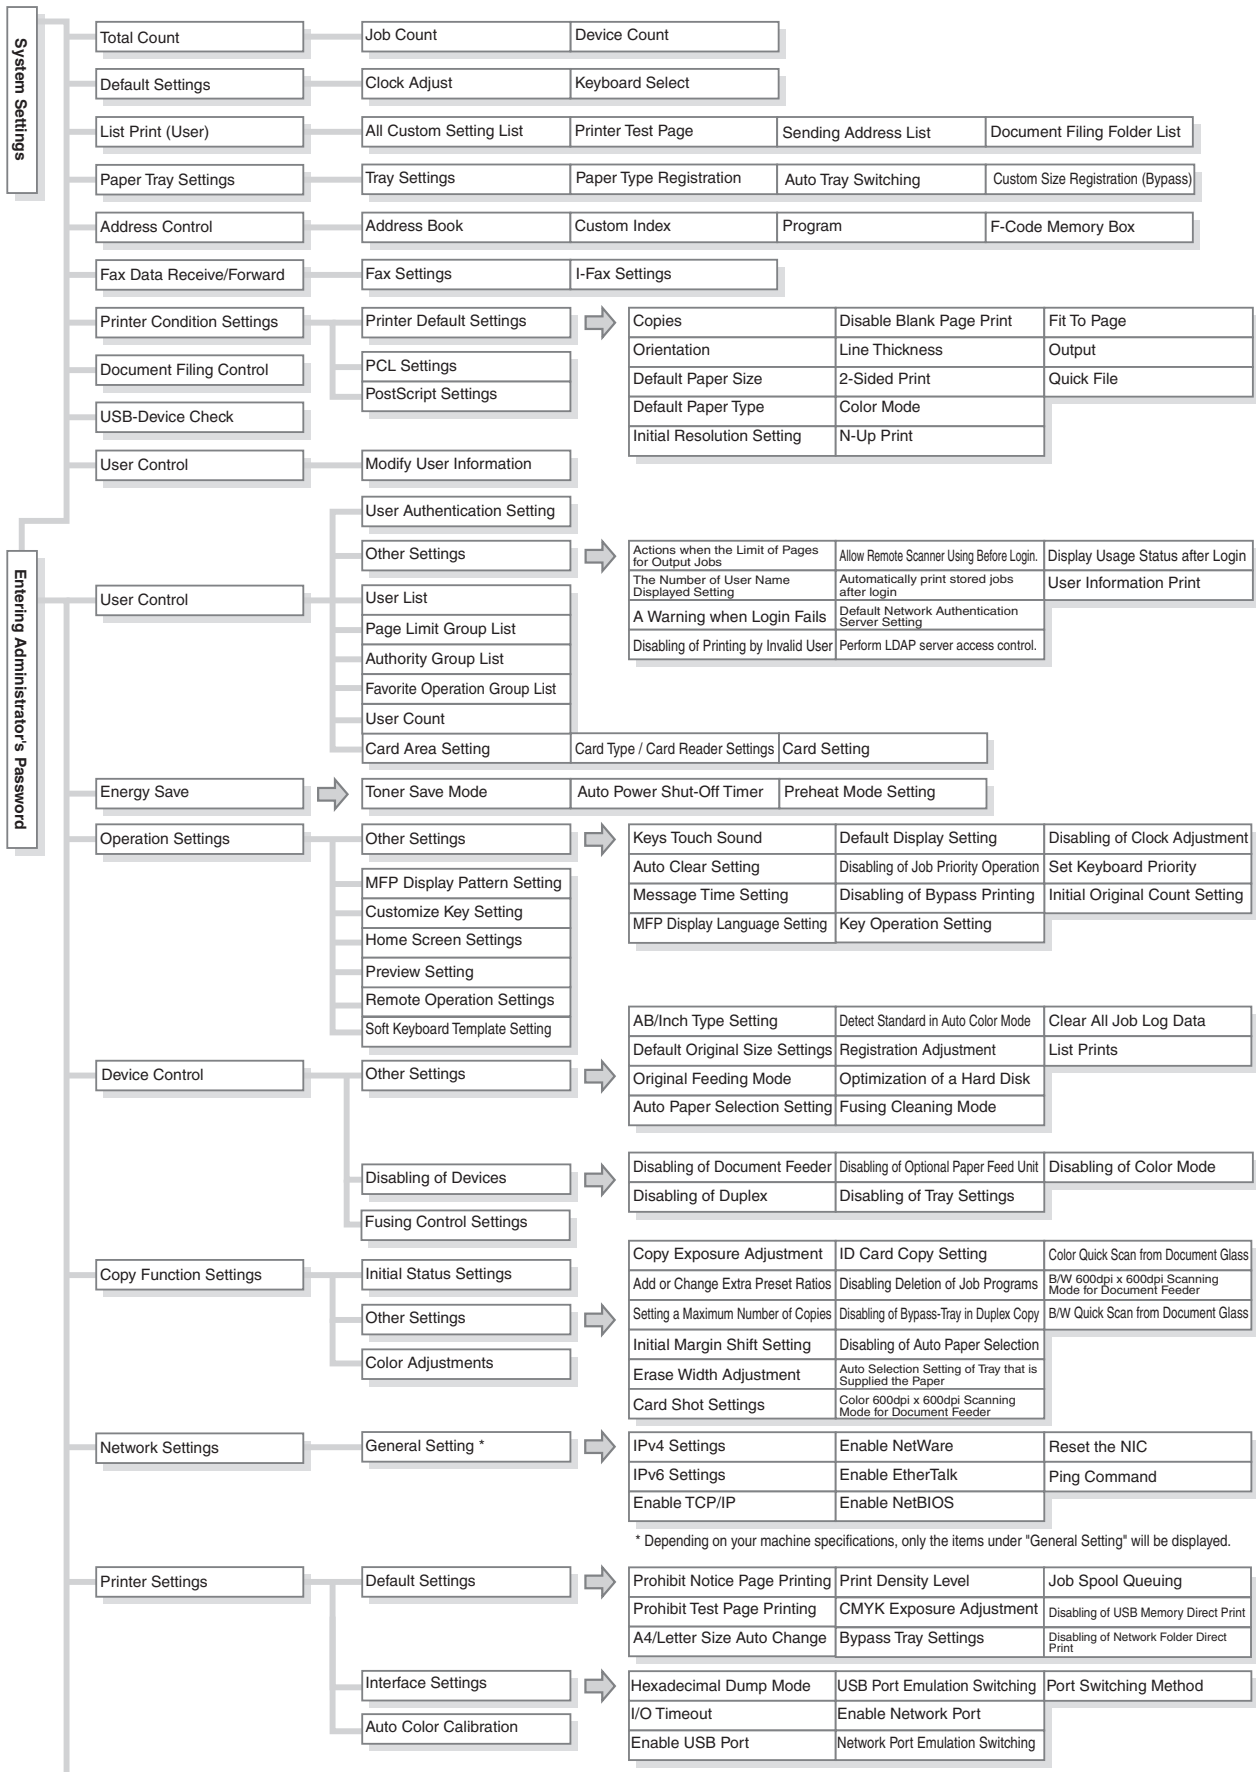 System Settings
Total Count
Job Count
Device Count
Default Settings
Clock Adjust
Keyboard Select
List Print (User)
All Custom Setting List
Printer Test Page
Sending Address List
Document Filing Folder List
Paper Tray Settings
Tray Settings
Paper Type Registration
Auto Tray Switching
Custom Size Registration (Bypass)
Address Control
Address Book
Custom Index
Program
F-Code Memory Box
Fax Data Receive/Forward
Fax Settings
I-Fax Settings
Printer Condition Settings
Printer Default Settings
Copies
Disable Blank Page Print
Fit To Page
Orientation
Line Thickness
Output
Document Filing Control
PCL Settings
Default Paper Size
2-Sided Print
Quick File
PostScript Settings
Default Paper Type
Color Mode
USB-Device Check
Initial Resolution Setting
N-Up Print
User Control
Modify User Information
Entering Administrator's Password
User Control
User Authentication Setting
Other Settings
Actions when the Limit of Pages
for Output Jobs
Allow Remote Scanner Using Before Login.
Display Usage Status after Login
The Number of User Name
Displayed Setting
Automatically print stored jobs
after login
User Information Print
A Warning when Login Fails
Default Network Authentication
Server Setting
Disabling of Printing by Invalid User
Perform LDAP server access control.
User List
Page Limit Group List
Authority Group List
Favorite Operation Group List
User Count
Card Area Setting
Card Type / Card Reader Settings
Card Setting
Energy Save
Toner Save Mode
Auto Power Shut-Off Timer
Preheat Mode Setting
Operation Settings
Other Settings
Keys Touch Sound
Default Display Setting
Disabling of Clock Adjustment
Auto Clear Setting
Disabling of Job Priority Operation
Set Keyboard Priority
Message Time Setting
Disabling of Bypass Printing
Initial Original Count Setting
MFP Display Language Setting
Key Operation Setting
MFP Display Pattern Setting
Customize Key Setting
Home Screen Settings
Preview Setting
Remote Operation Settings
Soft Keyboard Template Setting
Device Control
Other Settings
AB/Inch Type Setting
Detect Standard in Auto Color Mode
Clear All Job Log Data
Default Original Size Settings
Registration Adjustment
List Prints
Original Feeding Mode
Optimization of a Hard Disk
Auto Paper Selection Setting
Fusing Cleaning Mode
Disabling of Devices
Disabling of Document Feeder
Disabling of Optional Paper Feed Unit
Disabling of Color Mode
Disabling of Duplex
Disabling of Tray Settings
Fusing Control Settings
Copy Function Settings
Initial Status Settings
Other Settings
Color Adjustments
Copy Exposure Adjustment
ID Card Copy Setting
Color Quick Scan from Document Glass
Add or Change Extra Preset Ratios
Disabling Deletion of Job Programs
B/W 600dpi x 600dpi Scanning
Mode for Document Feeder
Setting a Maximum Number of Copies
Disabling of Bypass-Tray in Duplex Copy
B/W Quick Scan from Document Glass
Initial Margin Shift Setting
Disabling of Auto Paper Selection
Erase Width Adjustment
Auto Selection Setting of Tray that is
Supplied the Paper
Card Shot Settings
Color 600dpi x 600dpi Scanning
Mode for Document Feeder
Network Settings
General Setting *
IPv4 Settings
Enable NetWare
Reset the NIC
IPv6 Settings
Enable EtherTalk
Ping Command
Enable TCP/IP
Enable NetBIOS
* Depending on your machine specifications, only the items under "General Setting" will be displayed.
Printer Settings
Default Settings
Prohibit Notice Page Printing
Print Density Level
Job Spool Queuing
Prohibit Test Page Printing
CMYK Exposure Adjustment
Disabling of USB Memory Direct Print
A4/Letter Size Auto Change
Bypass Tray Settings
Disabling of Network Folder Direct
Print
Interface Settings
Hexadecimal Dump Mode
USB Port Emulation Switching
Port Switching Method
I/O Timeout
Enable Network Port
Enable USB Port
Network Port Emulation Switching
Auto Color Calibration